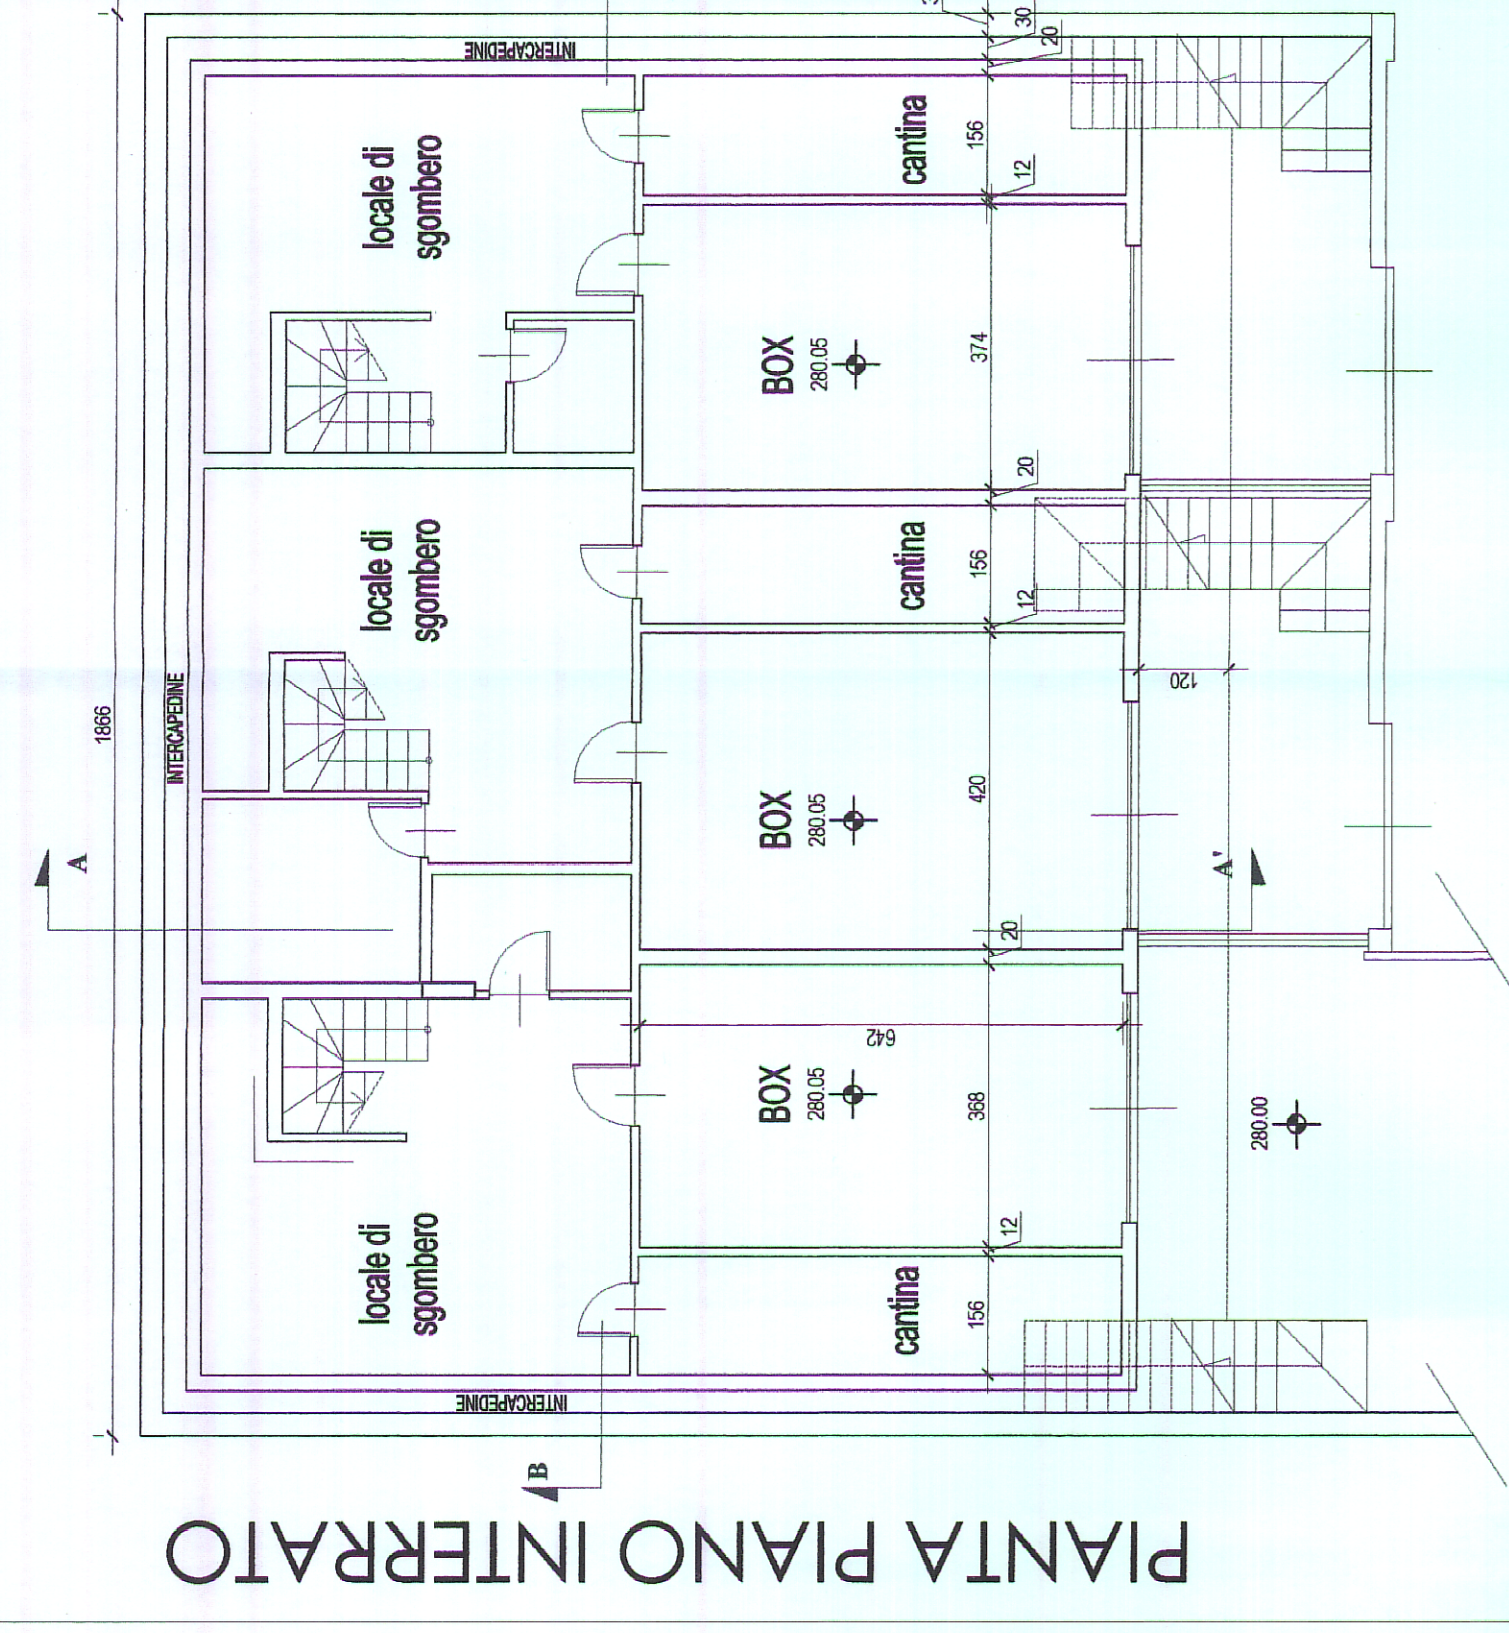 PIANTA PIANO INTERRATO
1866
INTERCAPEDINE
INTERCAPEDINE
INTERCAPEDINE
locale di
sgombero
locale di
sgombero
locale di
sgombero
cantina
cantina
cantina
BOX
280.05
BOX
280.05
BOX
280.05
280.00
30
20
156
12
374
20
156
12
420
20
368
12
156
642
120
A
A'
B